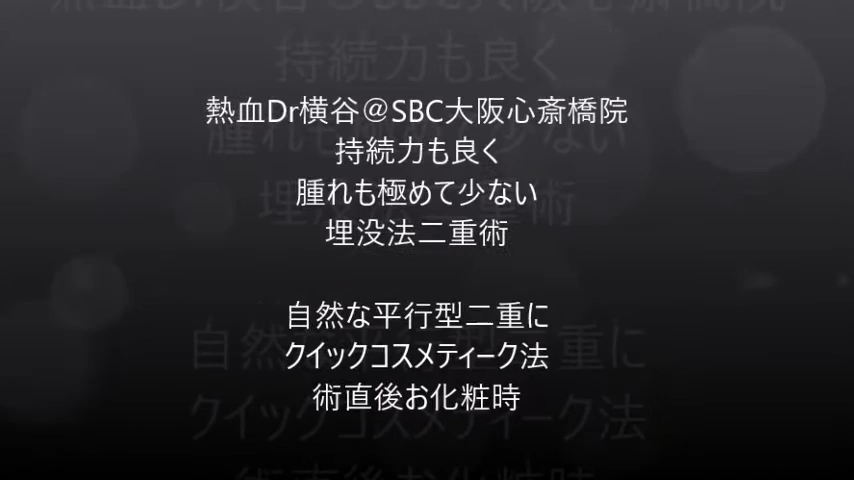 熱血Dr横谷@SBC大阪心斎橋院
持続力も良く
腫れも極めて少ない
埋没法二重術
自然な平行型二重に
クイックコスメティーク法
術直後お化粧時